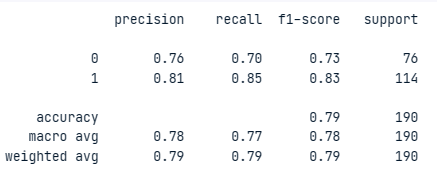 precision recall f1-score support
0 0.76 0.70 0.73 76
1 0.81 0.85 0.83 114
accuracy 0.79 190
macro avg 0.78 0.77 0.78 190
weighted avg 0.79 0.79 0.79 190